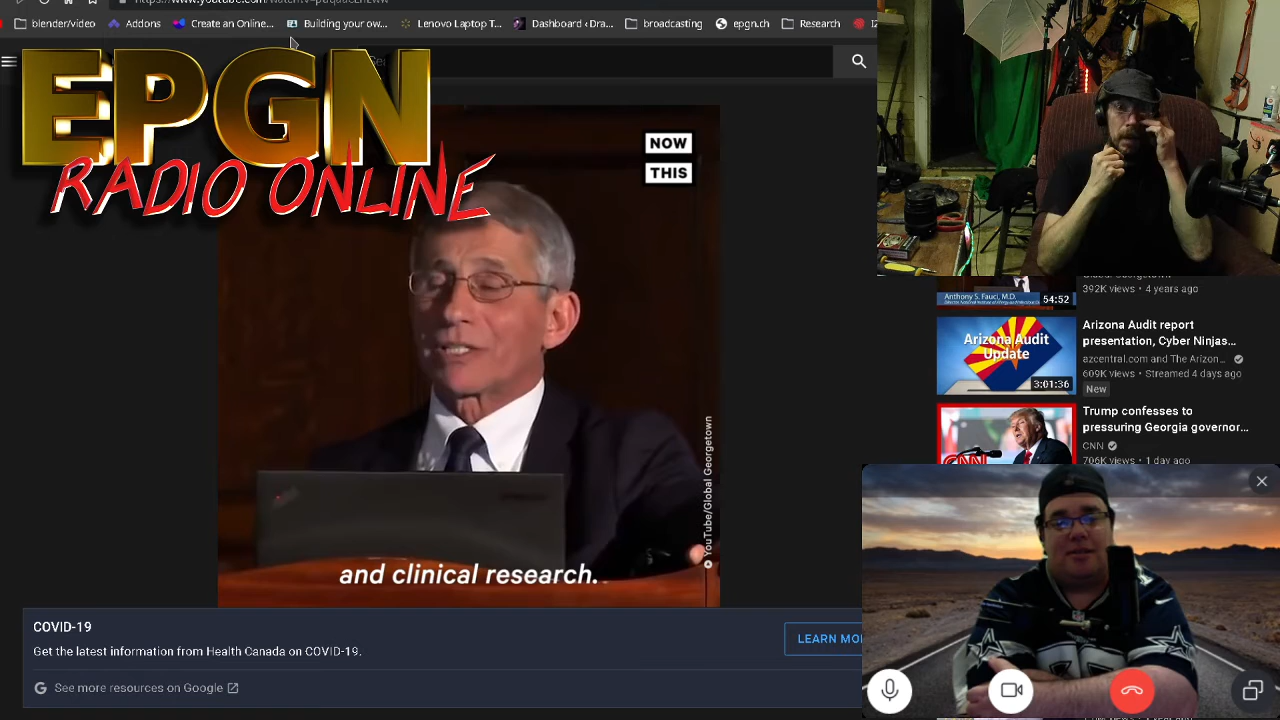 blender/video
Addons
Create an Online...
Building your ow...
Lenovo Laptop T...
Dashboard ‹ Dra...
broadcasting
epgn.ch
Research
EPGN
RADIO ONLINE
NOW
THIS
© YouTube/Global Georgetown
and clinical research.
COVID-19
Get the latest information from Health Canada on COVID-19.
LEARN MO
See more resources on Google
Anthony S. Fauci, M.D.
54:52
392K views • 4 years ago
Arizona Audit
Update
3:01:36
Arizona Audit report
presentation, Cyber Ninjas...
azcentral.com and The Arizon...
609K views • Streamed 4 days ago
New
Trump confesses to
pressuring Georgia governor...
CNN
706K views • 1 day ago